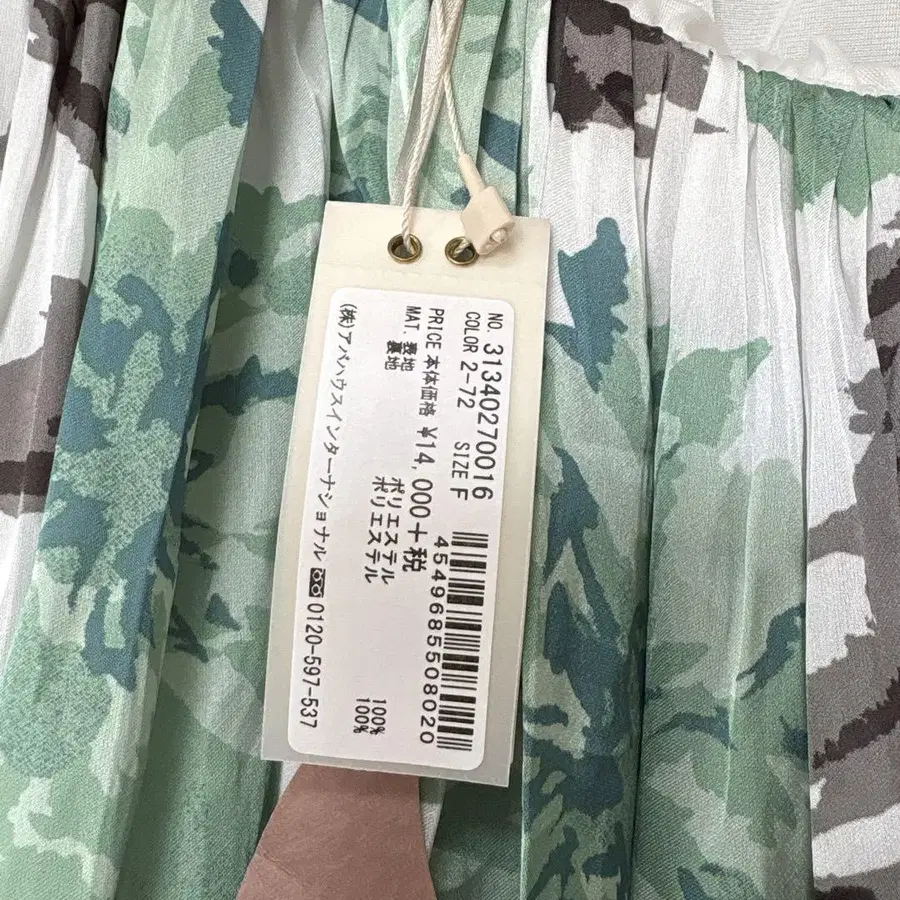 NO. 31340270016
COLOR 2-72 SIZE F
4549685508020
PRICE 本体価格 ¥14,000+税
MAT. 表地 ポリエステル 100%
裏地 ポリエステル 100%
(株)アバハウスインターナショナル 0120-597-537